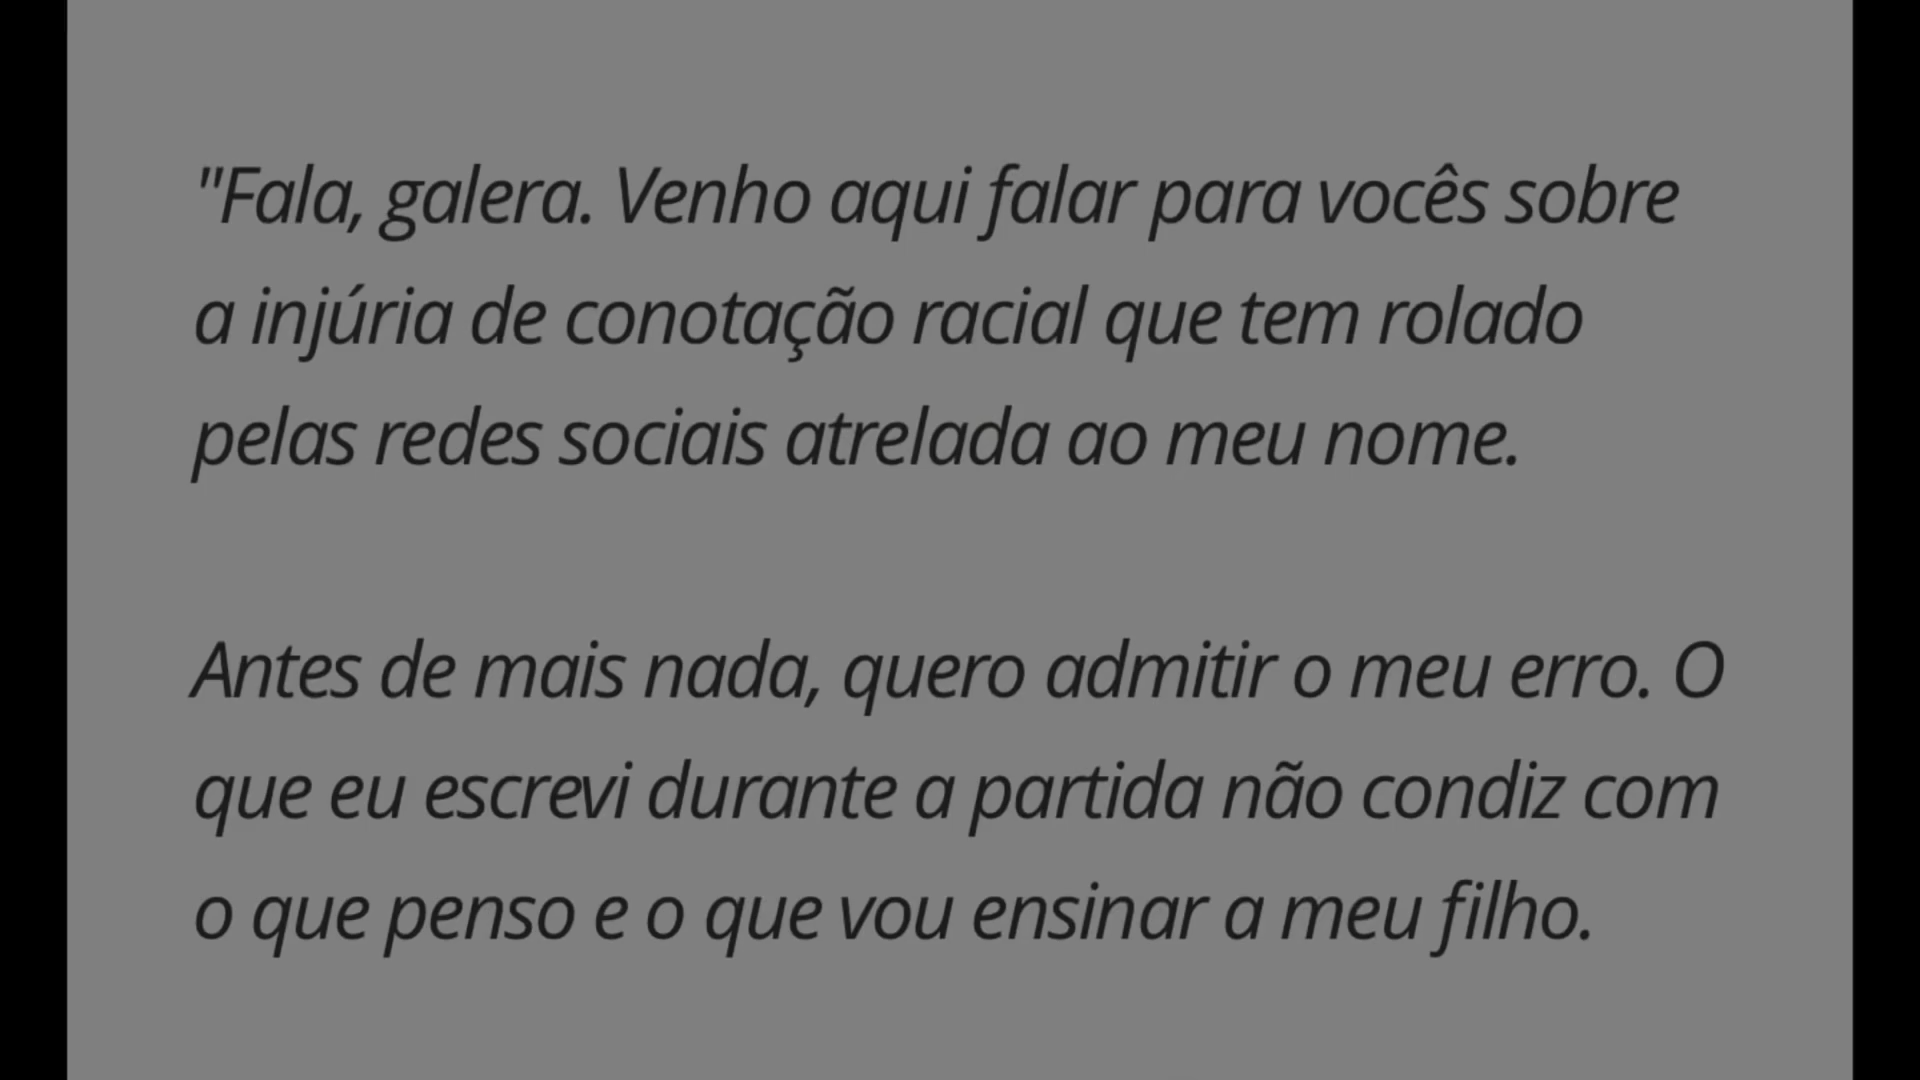 "Fala, galera. Venho aqui falar para vocês sobre
a injúria de conotação racial que tem rolado
pelas redes sociais atrelada ao meu nome.
Antes de mais nada, quero admitir o meu erro. O
que eu escrevi durante a partida não condiz com
o que penso e o que vou ensinar a meu filho.